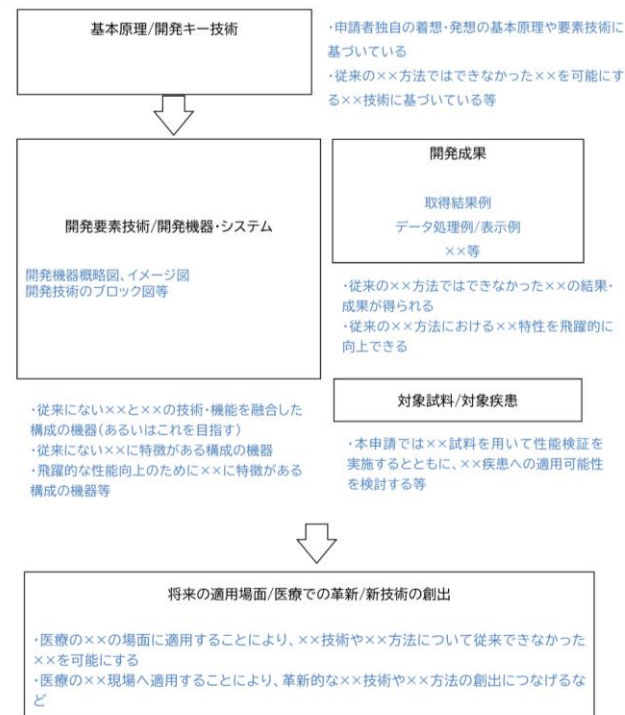 基本原理/開発キー技術
・申請者独自の着想・発想の基本原理や要素技術に
基づいている
・従来の××方法ではできなかった××を可能にす
る××技術に基づいている等
開発要素技術/開発機器・システム
開発機器概略図、イメージ図
開発技術のブロック図等
開発成果
取得結果例
データ処理例/表示例
××等
・従来の××方法ではできなかった××の結果・
成果が得られる
・従来の××方法における××特性を飛躍的に
向上できる
・従来にない××と××の技術・機能を融合した
構成の機器(あるいはこれを目指す)
・従来にない××に特徴がある構成の機器
・飛躍的な性能向上のために××に特徴がある
構成の機器等
対象試料/対象疾患
・本申請では××試料を用いて性能検証を
実施するとともに、××疾患への適用可能性
を検討する等
将来の適用場面/医療での革新/新技術の創出
・医療の××の場面に適用することにより、××技術や××方法について従来できなかった
××を可能にする
・医療の××現場へ適用することにより、革新的な××技術や××方法の創出につなげるな
ど